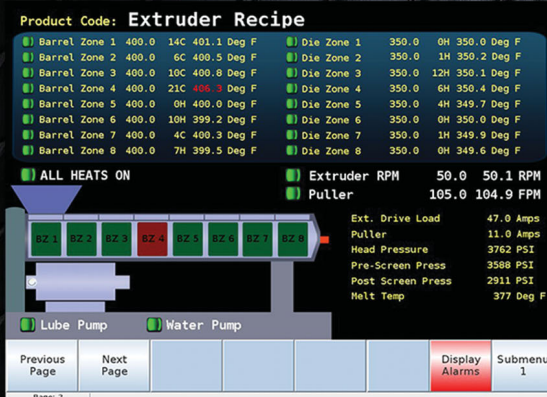 Product Code: Extruder Recipe
Barrel Zone 1 400.0 14C 401.1 Deg F
Barrel Zone 2 400.0 6C 400.5 Deg F
Barrel Zone 3 400.0 10C 400.8 Deg F
Barrel Zone 4 400.0 21C 406.3 Deg F
Barrel Zone 5 400.0 0H 400.0 Deg F
Barrel Zone 6 400.0 10H 399.2 Deg F
Barrel Zone 7 400.0 4C 400.3 Deg F
Barrel Zone 8 400.0 7H 399.5 Deg F
Die Zone 1 350.0 0H 350.0 Deg F
Die Zone 2 350.0 1H 350.2 Deg F
Die Zone 3 350.0 12H 350.1 Deg F
Die Zone 4 350.0 6H 350.4 Deg F
Die Zone 5 350.0 4H 349.7 Deg F
Die Zone 6 350.0 0H 350.0 Deg F
Die Zone 7 350.0 1H 349.9 Deg F
Die Zone 8 350.0 0H 349.6 Deg F
ALL HEATS ON
Extruder RPM 50.0 50.1 RPM
Puller 105.0 104.9 FPM
BZ 1 BZ 2 BZ 3 BZ 4 BZ 5 BZ 6 BZ 7 BZ 8
Ext. Drive Load 47.0 Amps
Puller 11.0 Amps
Head Pressure 3762 PSI
Pre-Screen Press 3588 PSI
Post Screen Press 2911 PSI
Melt Temp 377 Deg F
Lube Pump
Water Pump
Previous
Page
Next
Page
Display
Alarms
Submenu
1